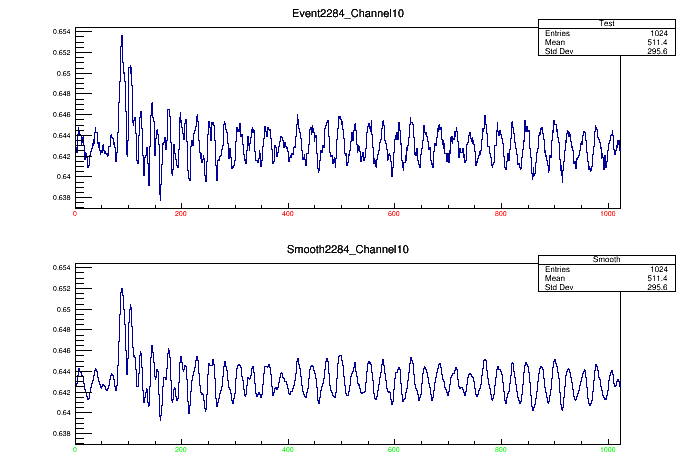 Event2284_Channel10
Test
Entries 1024
Mean 511.4
Std Dev 295.6
0.654
0.652
0.65
0.648
0.646
0.644
0.642
0.64
0.638
0 200 400 600 800 1000
Smooth2284_Channel10
Smooth
Entries 1024
Mean 511.4
Std Dev 295.6
0.654
0.652
0.65
0.648
0.646
0.644
0.642
0.64
0.638
0 200 400 600 800 1000